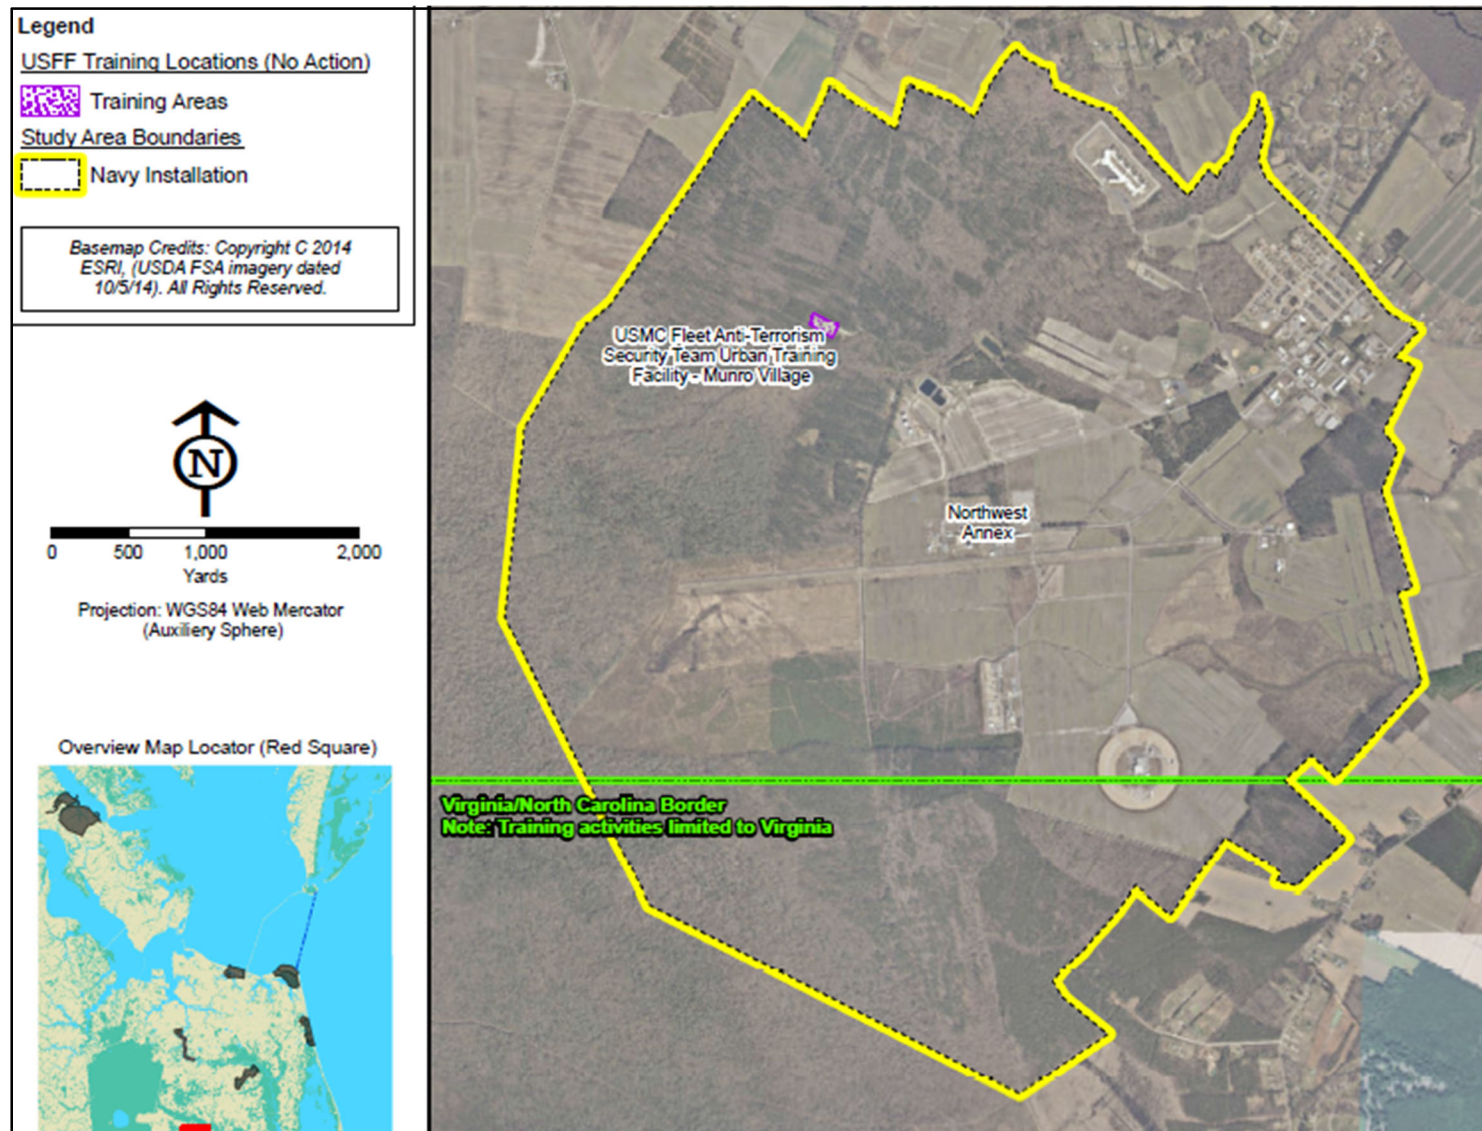 Legend
USFF Training Locations (No Action)
Training Areas
Study Area Boundaries
Navy Installation
Basemap Credits: Copyright C 2014
ESRI, (USDA FSA imagery dated
10/5/14). All Rights Reserved.
N
0 500 1,000 2,000
Yards
Projection: WGS84 Web Mercator
(Auxiliery Sphere)
Overview Map Locator (Red Square)
USMC Fleet Anti-Terrorism
Security Team Urban Training
Facility - Munro Village
Northwest
Annex
Virginia/North Carolina Border
Note: Training activities limited to Virginia